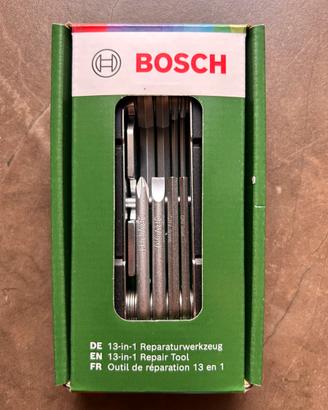 BOSCH
DE 13-in-1 Reparaturwerkzeug
EN 13-in-1 Repair Tool
FR Outil de réparation 13 en 1